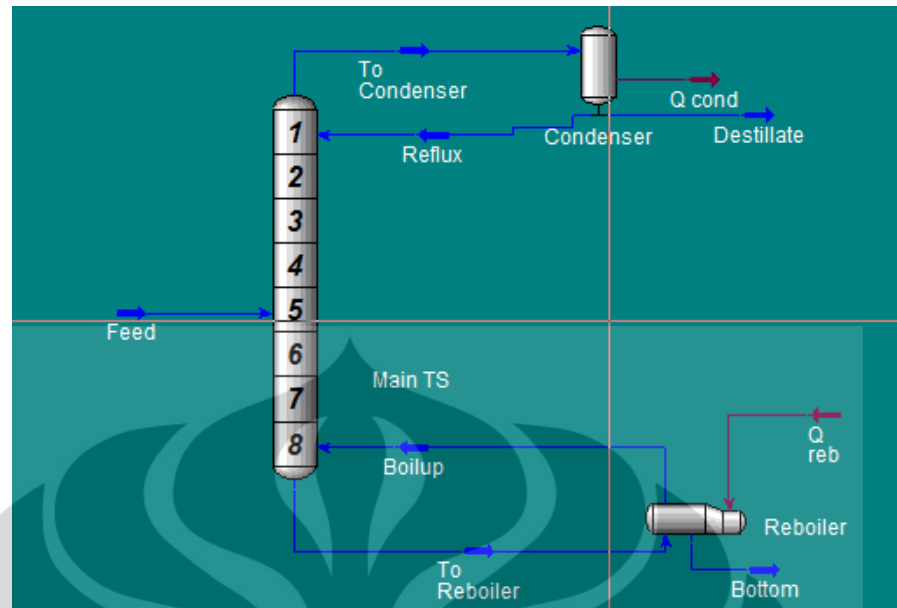 To
Condenser
Q cond
1
Condenser
Destillate
Reflux
2
3
4
5
Feed
6
Main TS
7
Q
reb
8
Boilup
Reboiler
To
Reboiler
Bottom